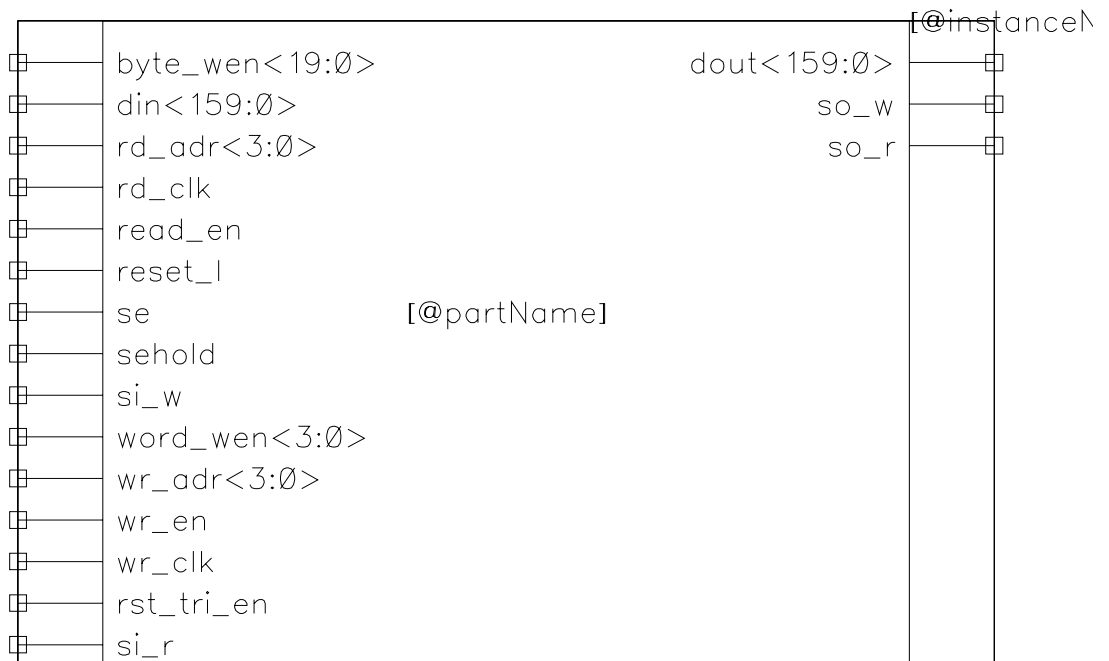 [@instanceN
byte_wen<19:0>
dout<159:0>
din<159:0>
so_w
rd_adr<3:0>
so_r
rd_clk
read_en
reset_l
se
[@partName]
sehold
si_w
word_wen<3:0>
wr_adr<3:0>
wr_en
wr_clk
rst_tri_en
si_r